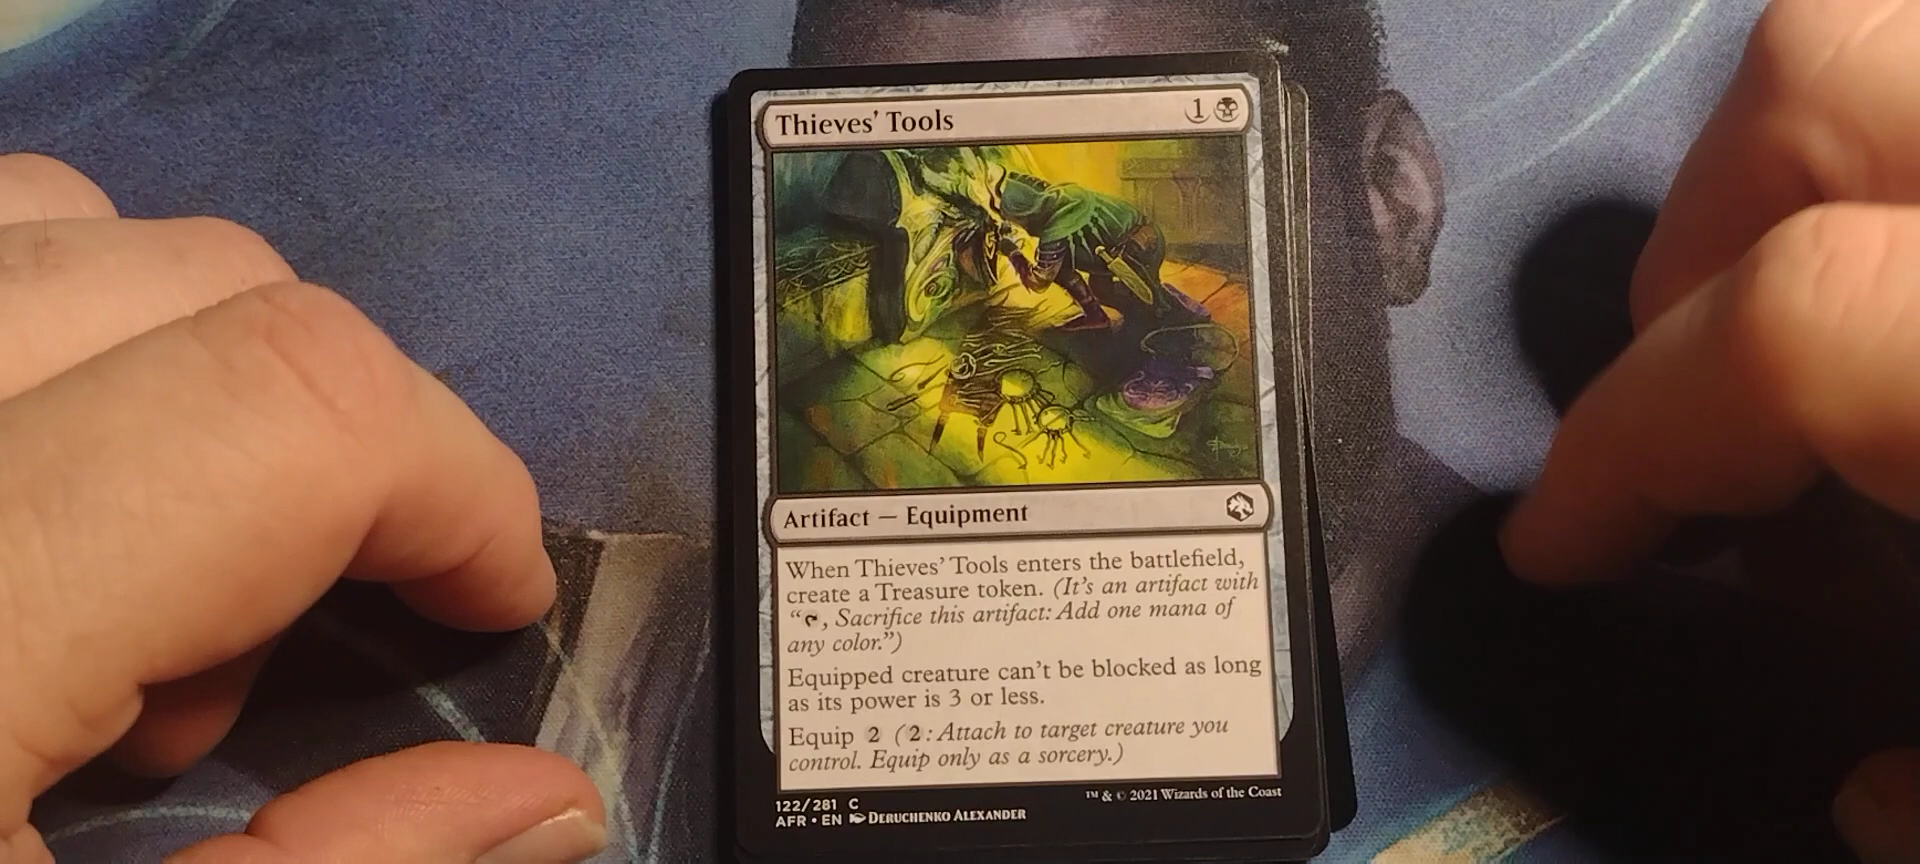 Thieves' Tools 1
Artifact — Equipment
When Thieves' Tools enters the battlefield,
create a Treasure token. (It's an artifact with
“, Sacrifice this artifact: Add one mana of
any color.”)
Equipped creature can't be blocked as long
as its power is 3 or less.
Equip 2 (2: Attach to target creature you
control. Equip only as a sorcery.)
122/281 C
AFR • EN DERUCHENKO ALEXANDER
™ & © 2021 Wizards of the Coast